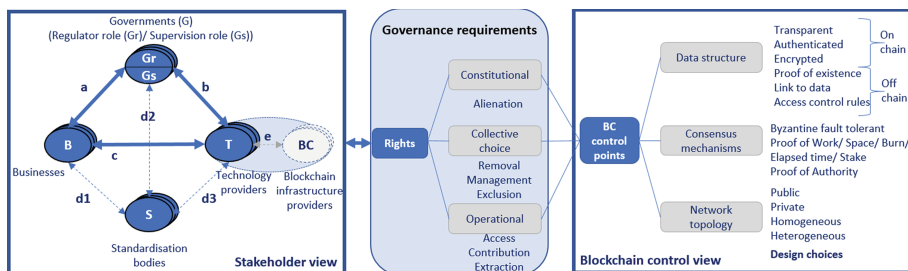 Governments (G)
(Regulator role (Gr)/ Supervision role (Gs))
Gr
Gs
a
b
d2
B
c
T
e
BC
Businesses
Technology
providers
Blockchain
infrastructure
providers
d1
S
d3
Standardisation
bodies
Stakeholder view
Governance requirements
Rights
Constitutional
Alienation
Collective
choice
Removal
Management
Exclusion
Operational
Access
Contribution
Extraction
BC
control
points
Data structure
Transparent
Authenticated
Encrypted
Proof of existence
Link to data
Access control rules
On
chain
Off
chain
Consensus
mechanisms
Byzantine fault tolerant
Proof of Work/ Space/ Burn/
Elapsed time/ Stake
Proof of Authority
Network
topology
Public
Private
Homogeneous
Heterogeneous
Design choices
Blockchain control view